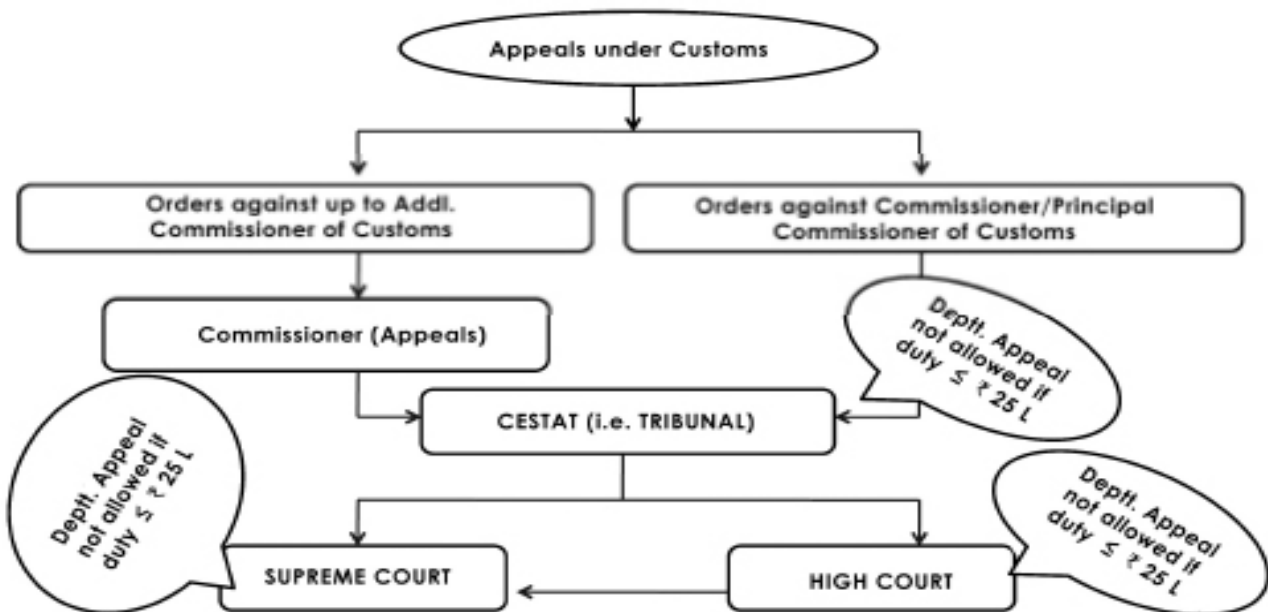 Appeals under Customs
Orders against up to Addl.
Commissioner of Customs
Orders against Commissioner/Principal
Commissioner of Customs
Commissioner (Appeals)
Deptt. Appeal
not allowed if
duty ≤ ₹ 25 L
CESTAT (i.e. TRIBUNAL)
Deptt. Appeal
not allowed if
duty ≤ ₹ 25 L
Deptt. Appeal
not allowed if
duty ≤ ₹ 25 L
SUPREME COURT
HIGH COURT